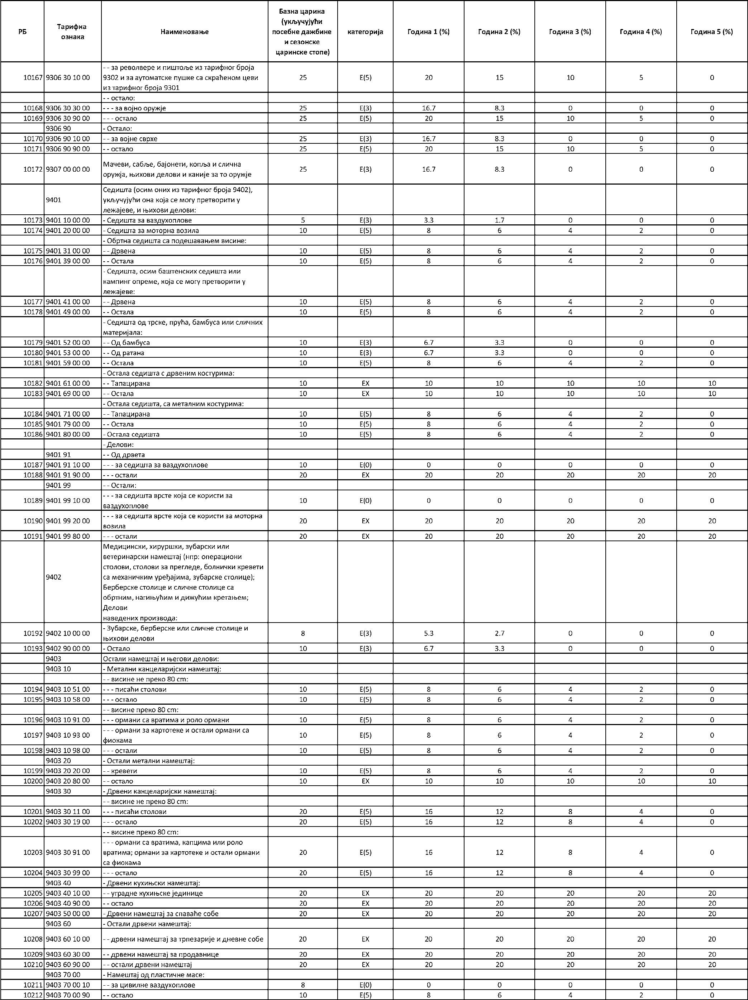 РБ Тарифна ознака Наименовање Базна царина (укључујући посебне дажбине и сезонске царинске стопе) категорија Година 1 (%) Година 2 (%) Година 3 (%) Година 4 (%) Година 5 (%)
10167 9306 30 10 00 - - за револвере и пиштоље из тарифног броја 9302 и за аутоматске пушке са скраћеном цеви из тарифног броја 9301 25 E(5) 20 15 10 5 0
- - остало:
10168 9306 30 30 00 - - - за војно оружје 25 E(3) 16.7 8.3 0 0 0
10169 9306 30 90 00 - - - остало 25 E(5) 20 15 10 5 0
9306 90 - Остало:
10170 9306 90 10 00 - - за војне сврхе 25 E(3) 16.7 8.3 0 0 0
10171 9306 90 90 00 - - остало 25 E(5) 20 15 10 5 0
10172 9307 00 00 00 Мачеви, сабље, бајонети, копља и слична оружја, њихови делови и каније за то оружје 25 E(3) 16.7 8.3 0 0 0
9401 Седишта (осим оних из тарифног броја 9402), укључујући она која се могу претворити у лежајеве, и њихови делови:
10173 9401 10 00 00 - Седишта за ваздухоплове 5 E(3) 3.3 1.7 0 0 0
10174 9401 20 00 00 - Седишта за моторна возила 10 E(5) 8 6 4 2 0
- Обртна седишта са подешавањем висине:
10175 9401 31 00 00 - - Дрвена 10 E(5) 8 6 4 2 0
10176 9401 39 00 00 - - Остала 10 E(5) 8 6 4 2 0
- Седишта, осим баштенских седишта или кампинг опреме, која се могу претворити у лежајеве:
10177 9401 41 00 00 - - Дрвена 10 E(5) 8 6 4 2 0
10178 9401 49 00 00 - - Остала 10 E(5) 8 6 4 2 0
- Седишта од трске, прућа, бамбуса или сличних материјала:
10179 9401 52 00 00 - - Од бамбуса 10 E(3) 6.7 3.3 0 0 0
10180 9401 53 00 00 - - Од ратана 10 E(3) 6.7 3.3 0 0 0
10181 9401 59 00 00 - - Остала 10 E(5) 8 6 4 2 0
- Остала седишта с дрвеним костурима:
10182 9401 61 00 00 - - Тапацирана 10 EX 10 10 10 10 10
10183 9401 69 00 00 - - Остала 10 EX 10 10 10 10 10
- Остала седишта, са металним костурима:
10184 9401 71 00 00 - - Тапацирана 10 E(5) 8 6 4 2 0
10185 9401 79 00 00 - - Остала 10 E(5) 8 6 4 2 0
10186 9401 80 00 00 - Остала седишта 10 E(5) 8 6 4 2 0
- Делови:
9401 91 - - Од дрвета
10187 9401 91 10 00 - - - за седишта за ваздухоплове 10 E(0) 0 0 0 0 0
10188 9401 91 90 00 - - - остали 20 EX 20 20 20 20 20
9401 99 - - Остали:
10189 9401 99 10 00 - - - за седишта врсте која се користи за ваздухоплове 10 E(0) 0 0 0 0 0
10190 9401 99 20 00 - - - за седишта врсте која се користи за моторна возила 20 EX 20 20 20 20 20
10191 9401 99 80 00 - - - остали 20 EX 20 20 20 20 20
9402 Медицински, хируршки, зубарски или ветеринарски намештај (нпр: операциони столови, столови за прегледе, болнички кревети са механичким уређајима, зубарске столице); Берберске столице и сличне столице са обртним, нагињућим и дижућим кретањем; Делови наведених производа:
10192 9402 10 00 00 - Зубарске, берберске или сличне столице и њихови делови 8 E(3) 5.3 2.7 0 0 0
10193 9402 90 00 00 - Остало 10 E(3) 6.7 3.3 0 0 0
9403 Остали намештај и његови делови:
9403 10 - Метални канцеларијски намештај:
- - висине не преко 80 cm:
10194 9403 10 51 00 - - - писаћи столови 10 E(5) 8 6 4 2 0
10195 9403 10 58 00 - - - остало 10 E(5) 8 6 4 2 0
- - висине преко 80 cm:
10196 9403 10 91 00 - - - ормани са вратима и роло ормани 10 E(5) 8 6 4 2 0
10197 9403 10 93 00 - - - ормани за картотеке и остали ормани са фиокама 10 E(5) 8 6 4 2 0
10198 9403 10 98 00 - - - остали 10 E(5) 8 6 4 2 0
9403 20 - Остали метални намештај:
10199 9403 20 20 00 - - кревети 10 E(5) 8 6 4 2 0
10200 9403 20 80 00 - - остало 10 EX 10 10 10 10 10
9403 30 - Дрвени канцеларијски намештај:
- - висине не преко 80 cm:
10201 9403 30 11 00 - - - писаћи столови 20 E(5) 16 12 8 4 0
10202 9403 30 19 00 - - - остало 20 E(5) 16 12 8 4 0
- - висине преко 80 cm:
10203 9403 30 91 00 - - - ормани са вратима, капцима или роло вратима; ормани за картотеке и остали ормани са фиокама 20 E(5) 16 12 8 4 0
10204 9403 30 99 00 - - - остало 20 E(5) 16 12 8 4 0
9403 40 - Дрвени кухињски намештај:
10205 9403 40 10 00 - - уградне кухињске јединице 20 EX 20 20 20 20 20
10206 9403 40 90 00 - - остало 20 EX 20 20 20 20 20
10207 9403 50 00 00 - Дрвени намештај за спаваће собе 20 EX 20 20 20 20 20
9403 60 - Остали дрвени намештај:
10208 9403 60 10 00 - - дрвени намештај за трпезарије и дневне собе 20 EX 20 20 20 20 20
10209 9403 60 30 00 - - дрвени намештај за продавнице 20 EX 20 20 20 20 20
10210 9403 60 90 00 - - остали дрвени намештај 20 EX 20 20 20 20 20
9403 70 00 - Намештај од пластичне масе:
10211 9403 70 00 10 - - за цивилне ваздухоплове 8 E(0) 0 0 0 0 0
10212 9403 70 00 90 - - остало 10 E(5) 8 6 4 2 0